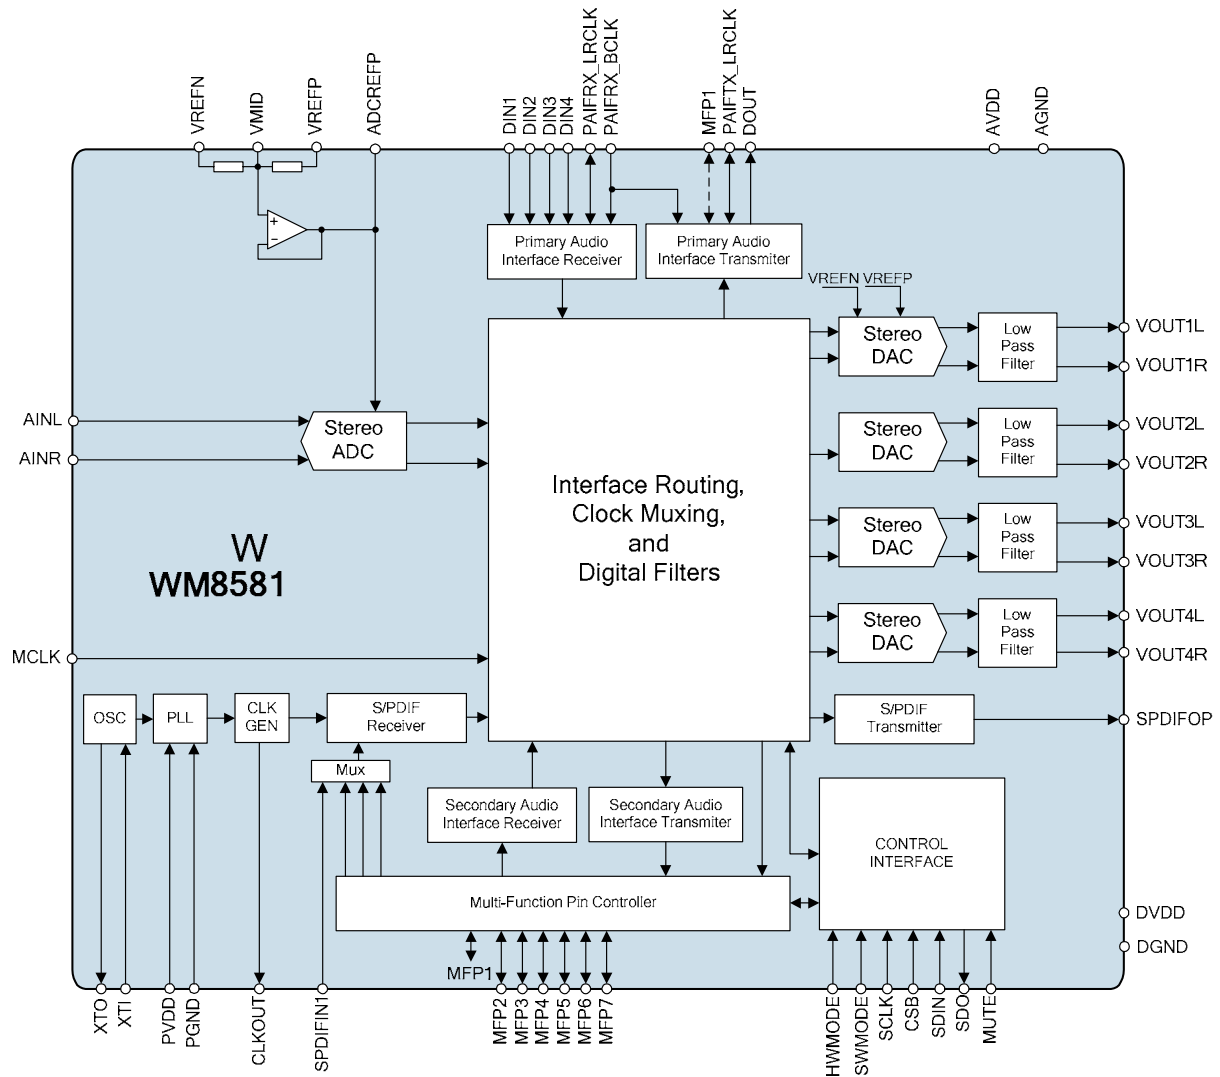 VREFN
VMID
VREFP
ADCREFP
DIN1
DIN2
DIN3
DIN4
PAIFRX_LRCLK
PAIFRX_BCLK
MFP1
PAIFTX_LRCLK
DOUT
AVDD
AGND
+
−
Primary Audio
Interface Receiver
Primary Audio
Interface Transmiter
VREFN VREFP
Stereo
DAC
Low
Pass
Filter
VOUT1L
VOUT1R
AINL
AINR
Stereo
ADC
Stereo
DAC
Low
Pass
Filter
VOUT2L
VOUT2R
Interface Routing,
Clock Muxing,
and
Digital Filters
Stereo
DAC
Low
Pass
Filter
VOUT3L
VOUT3R
W
WM8581
Stereo
DAC
Low
Pass
Filter
VOUT4L
VOUT4R
MCLK
OSC
PLL
CLK
GEN
S/PDIF
Receiver
S/PDIF
Transmitter
SPDIFOP
Mux
Secondary Audio
Interface Receiver
Secondary Audio
Interface Transmiter
CONTROL
INTERFACE
Multi-Function Pin Controller
DVDD
DGND
MFP1
XTO
XTI
PVDD
PGND
CLKOUT
SPDIFIN1
MFP2
MFP3
MFP4
MFP5
MFP6
MFP7
HWMODE
SWMODE
SCLK
CSB
SDIN
SDO
MUTE